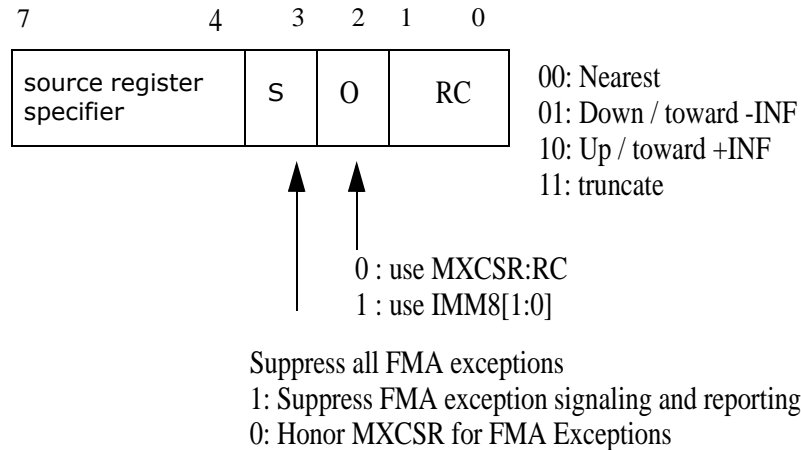 7 4 3 2 1 0
source register
specifier
S
O
RC
00: Nearest
01: Down / toward -INF
10: Up / toward +INF
11: truncate
0 : use MXCSR:RC
1 : use IMM8[1:0]
Suppress all FMA exceptions
1: Suppress FMA exception signaling and reporting
0: Honor MXCSR for FMA Exceptions